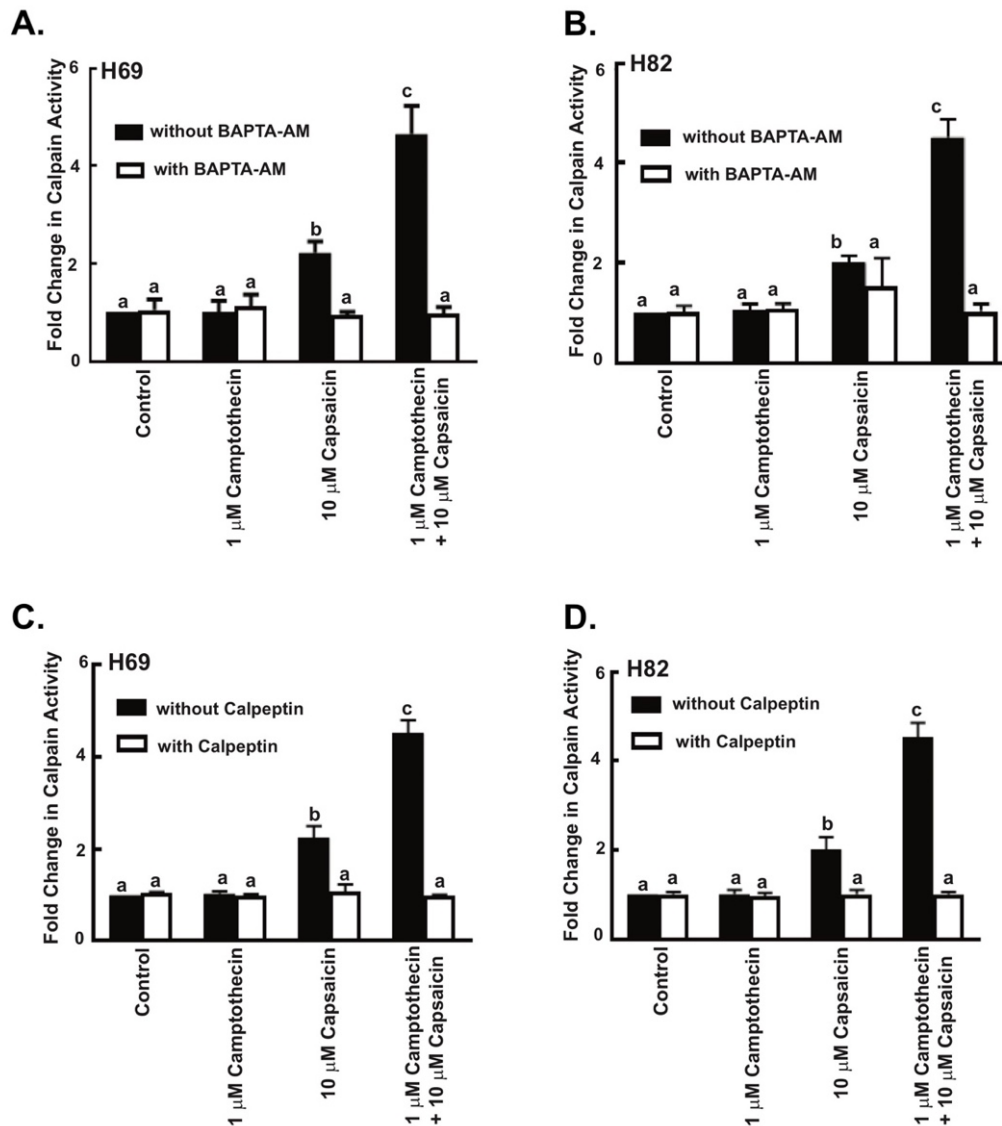 A.
H69
Fold Change in Calpain Activity
6
4
2
0
without BAPTA-AM
with BAPTA-AM
a a a a b a c a
Control
1 μM Camptothecin
10 μM Capsaicin
1 μM Camptothecin
+ 10 μM Capsaicin
B.
H82
Fold Change in Calpain Activity
6
4
2
0
without BAPTA-AM
with BAPTA-AM
a a a a b a c a
Control
1 μM Camptothecin
10 μM Capsaicin
1 μM Camptothecin
+ 10 μM Capsaicin
C.
H69
Fold Change in Calpain Activity
6
4
2
0
without Calpeptin
with Calpeptin
a a a a b a c a
Control
1 μM Camptothecin
10 μM Capsaicin
1 μM Camptothecin
+ 10 μM Capsaicin
D.
H82
Fold Change in Calpain Activity
6
4
2
0
without Calpeptin
with Calpeptin
a a a a b a c a
Control
1 μM Camptothecin
10 μM Capsaicin
1 μM Camptothecin
+ 10 μM Capsaicin